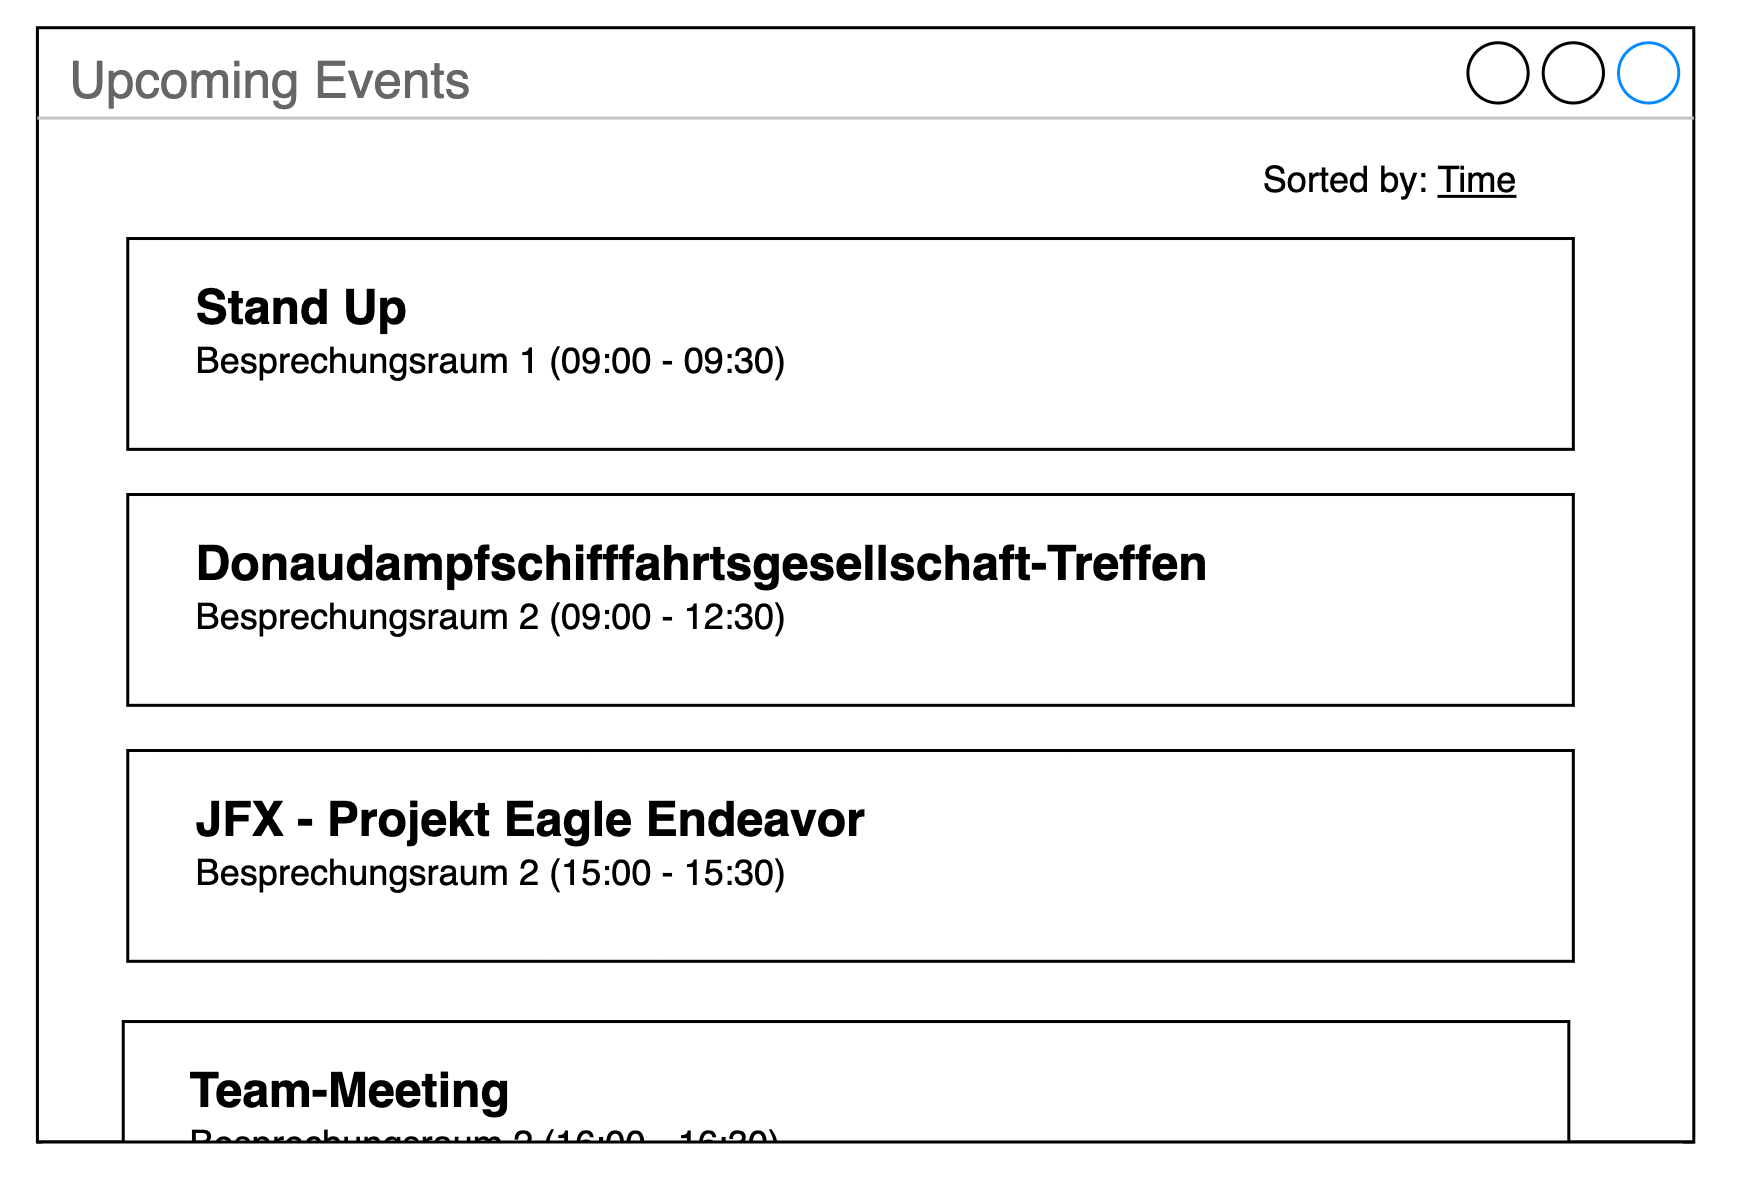 Upcoming Events
Sorted by: Time
Stand Up
Besprechungsraum 1 (09:00 - 09:30)
Donaudampfschifffahrtsgesellschaft-Treffen
Besprechungsraum 2 (09:00 - 12:30)
JFX - Projekt Eagle Endeavor
Besprechungsraum 2 (15:00 - 15:30)
Team-Meeting
Besprechungsraum